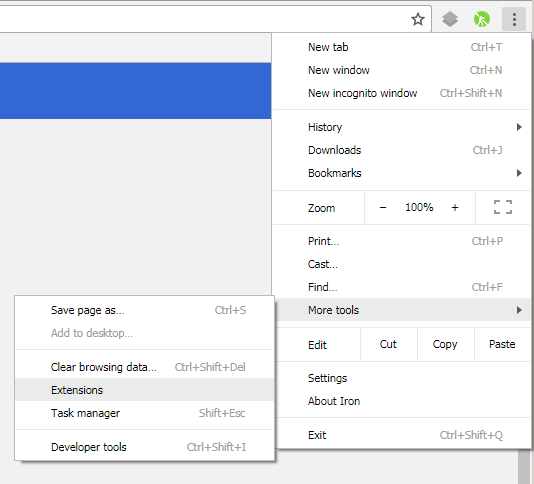 New tab Ctrl+T
New window Ctrl+N
New incognito window Ctrl+Shift+N
History
Downloads Ctrl+J
Bookmarks
Zoom − 100% +
Print... Ctrl+P
Cast...
Find... Ctrl+F
More tools
Edit Cut Copy Paste
Settings
About Iron
Exit Ctrl+Shift+Q
Save page as... Ctrl+S
Add to desktop...
Clear browsing data... Ctrl+Shift+Del
Extensions
Task manager Shift+Esc
Developer tools Ctrl+Shift+I